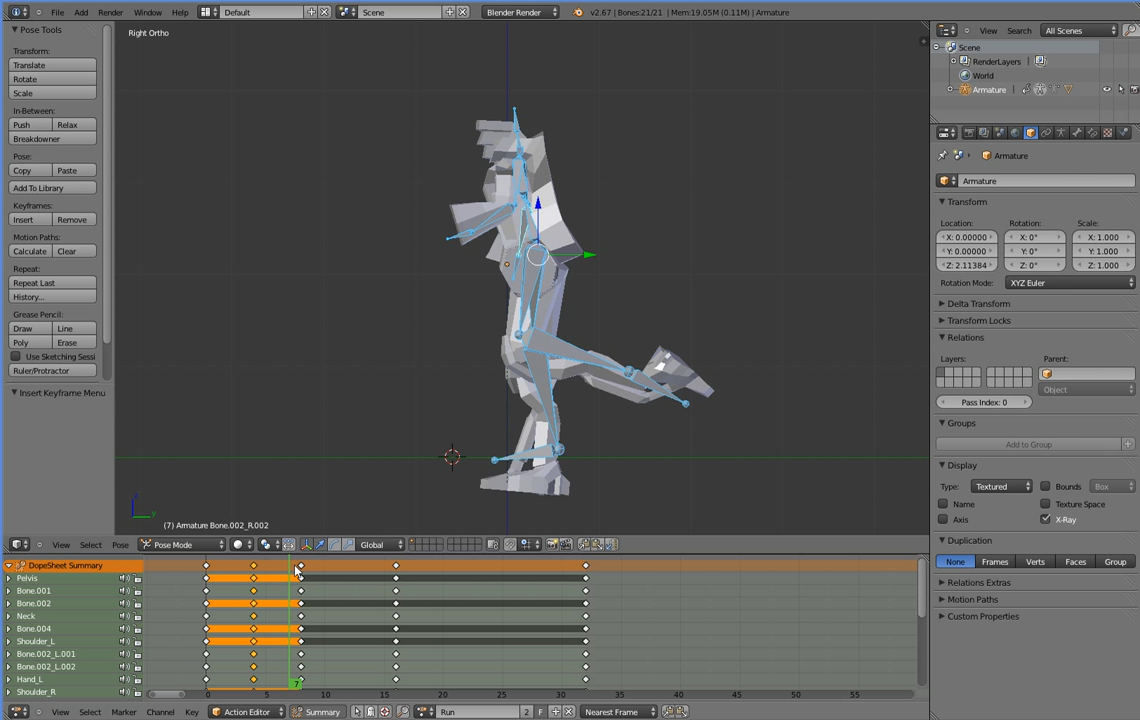 File Add Render Window Help Default Scene Blender Render v2.67 | Bones:21/21 | Mem:19.05M (0.11M) | Armature
Pose Tools
Transform:
Translate
Rotate
Scale
In-Between:
Push Relax
Breakdowner
Pose:
Copy Paste
Add To Library
Keyframes:
Insert Remove
Motion Paths:
Calculate Clear
Repeat:
Repeat Last
History...
Grease Pencil:
Draw Line
Poly Erase
Use Sketching Sessi
Ruler/Protractor
Insert Keyframe Menu
Right Ortho
(7) Armature Bone.002_R.002
View Select Pose Pose Mode Global
View Search All Scenes
Scene
RenderLayers
World
Armature
Armature
Armature
Transform
Location: Rotation: Scale:
X: 0.00000 X: 0° X: 1.000
Y: 0.00000 Y: 0° Y: 1.000
Z: 2.11384 Z: 0° Z: 1.000
Rotation Mode: XYZ Euler
Delta Transform
Transform Locks
Relations
Layers: Parent:
Object
Pass Index: 0
Groups
Add to Group
Display
Type: Textured Bounds Box
Name Texture Space
Axis X-Ray
Duplication
None Frames Verts Faces Group
Relations Extras
Motion Paths
Custom Properties
DopeSheet Summary
Pelvis
Bone.001
Bone.002
Neck
Bone.004
Shoulder_L
Bone.002_L.001
Bone.002_L.002
Hand_L
Shoulder_R
0 5 7 10 15 20 25 30 35 40 45 50 55
View Select Marker Channel Key Action Editor Summary Run 2 F Nearest Frame